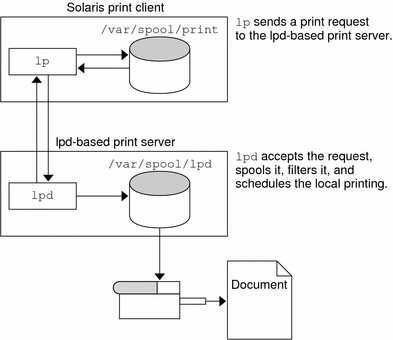 Solaris print client
/var/spool/print
lp
lp sends a print request
to the lpd-based print server.
lpd-based print server
/var/spool/lpd
lpd
lpd accepts the request,
spools it, filters it, and
schedules the local printing.
Document